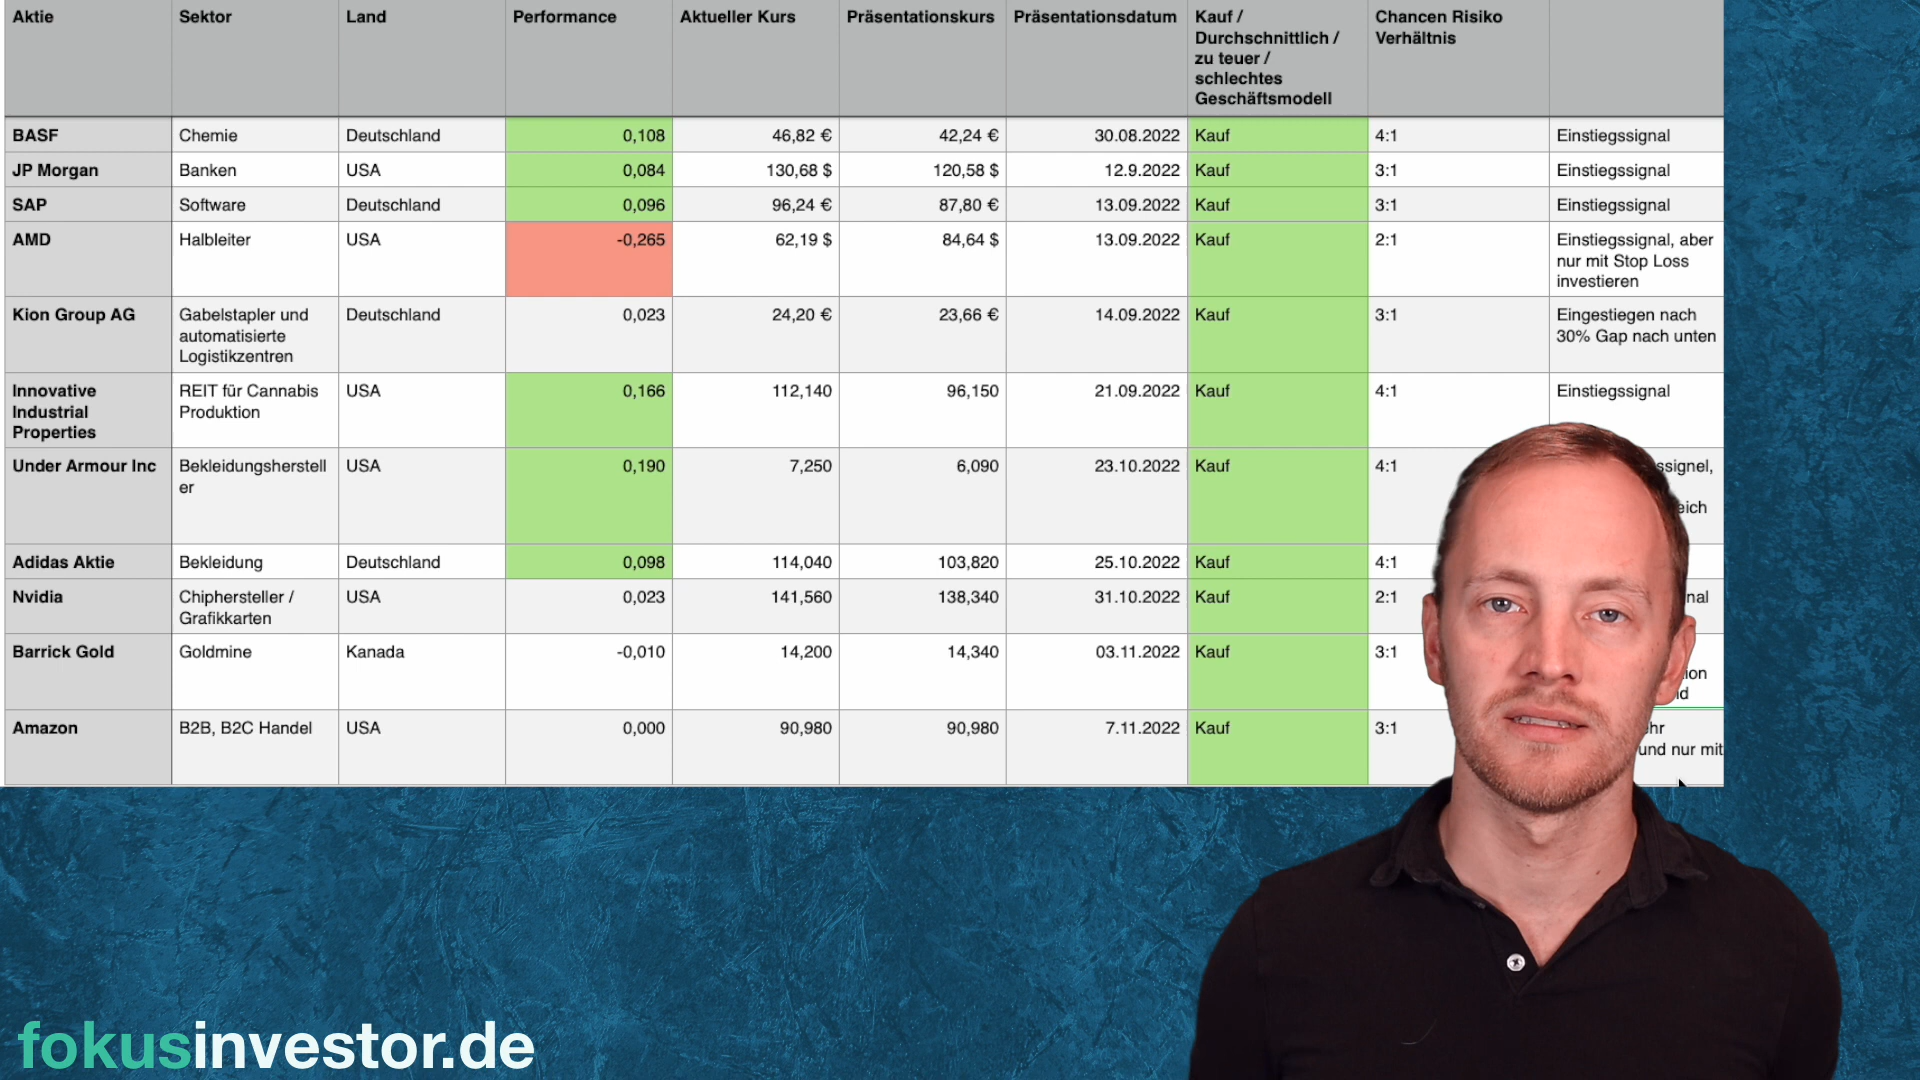 Aktie Sektor Land Performance Aktueller Kurs Präsentationskurs Präsentationsdatum Kauf / Chancen Risiko
Durchschnittlich / Verhältnis
zu teuer /
schlechtes
Geschäftsmodell
BASF Chemie Deutschland 0,108 46,82 € 42,24 € 30.08.2022 Kauf 4:1 Einstiegssignal
JP Morgan Banken USA 0,084 130,68 $ 120,58 $ 12.9.2022 Kauf 3:1 Einstiegssignal
SAP Software Deutschland 0,096 96,24 € 87,80 € 13.09.2022 Kauf 3:1 Einstiegssignal
AMD Halbleiter USA -0,265 62,19 $ 84,64 $ 13.09.2022 Kauf 2:1 Einstiegssignal, aber
nur mit Stop Loss
investieren
Kion Group AG Gabelstapler und Deutschland 0,023 24,20 € 23,66 € 14.09.2022 Kauf 3:1 Eingestiegen nach
automatisierte 30% Gap nach unten
Logistikzentren
Innovative REIT für Cannabis USA 0,166 112,140 96,150 21.09.2022 Kauf 4:1 Einstiegssignal
Industrial Produktion
Properties
Under Armour Inc Bekleidungsherstell USA 0,190 7,250 6,090 23.10.2022 Kauf 4:1 ssignel,
er
eich
Adidas Aktie Bekleidung Deutschland 0,098 114,040 103,820 25.10.2022 Kauf 4:1
Nvidia Chiphersteller / USA 0,023 141,560 138,340 31.10.2022 Kauf 2:1 nal
Grafikkarten
Barrick Gold Goldmine Kanada -0,010 14,200 14,340 03.11.2022 Kauf 3:1
ion
Amazon B2B, B2C Handel USA 0,000 90,980 90,980 7.11.2022 Kauf 3:1 hr
und nur mit
fokusinvestor.de